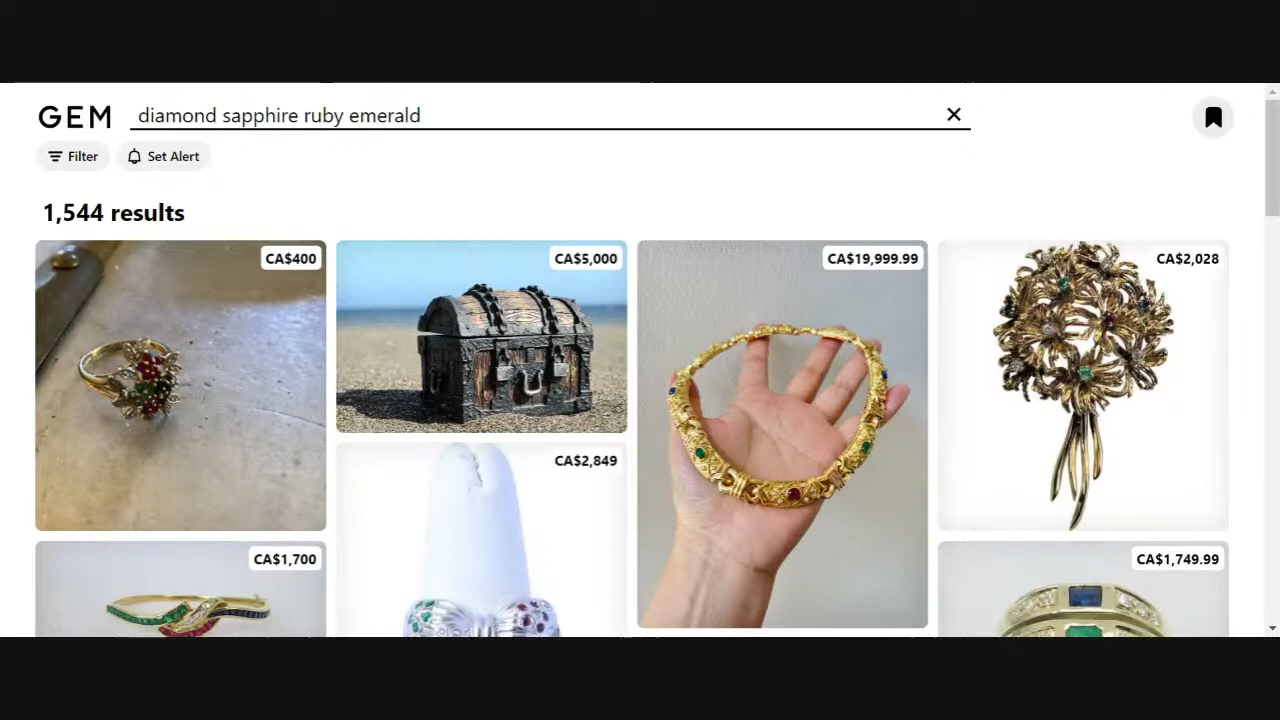 GEM diamond sapphire ruby emerald
Filter Set Alert
1,544 results
CA$400
CA$5,000
CA$19,999.99
CA$2,028
CA$2,849
CA$1,700
CA$1,749.99